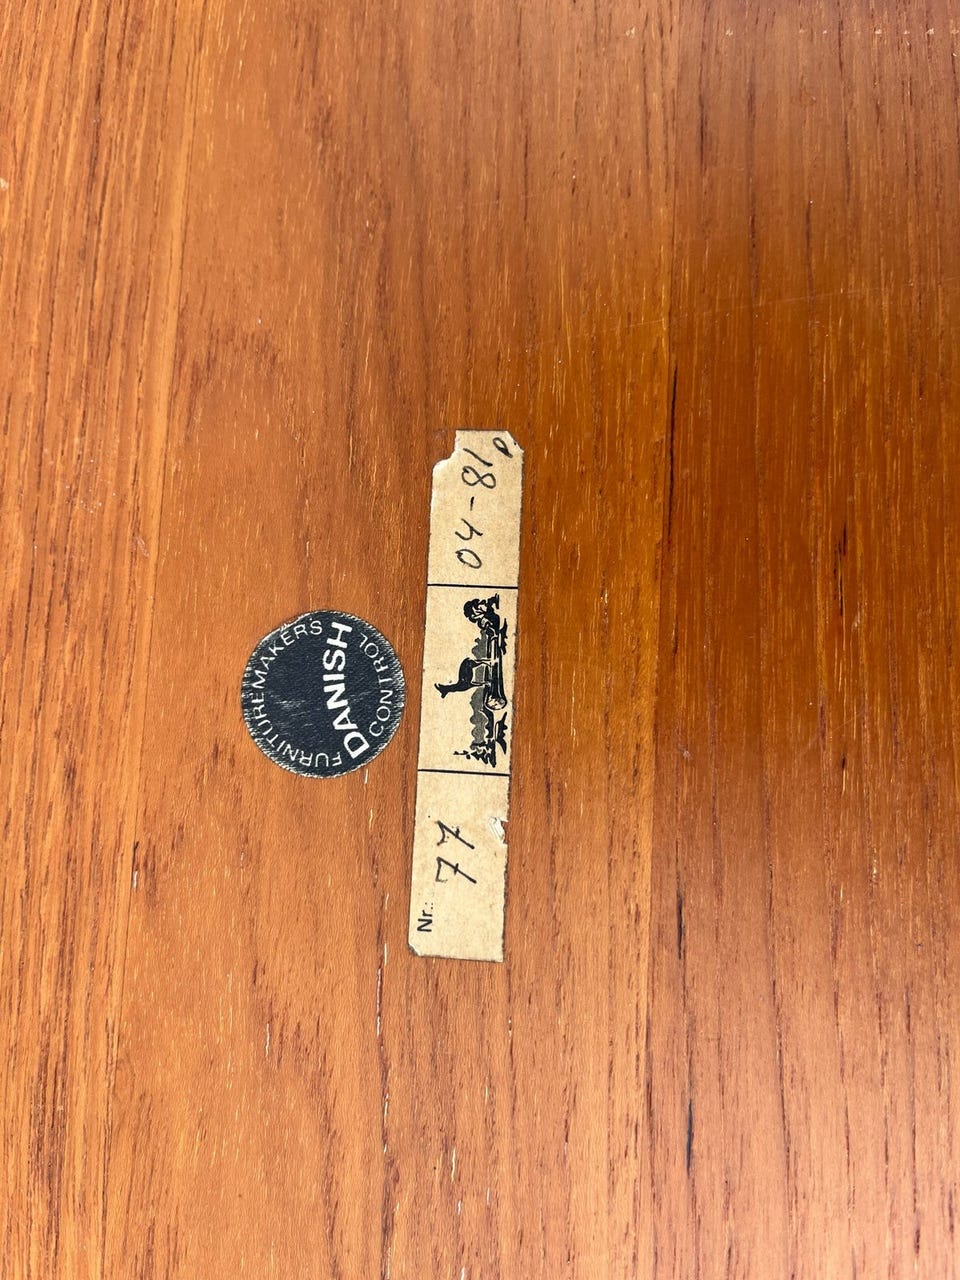 DANISH
FURNITUREMAKERS
CONTROL
Nr.: 77
04-81